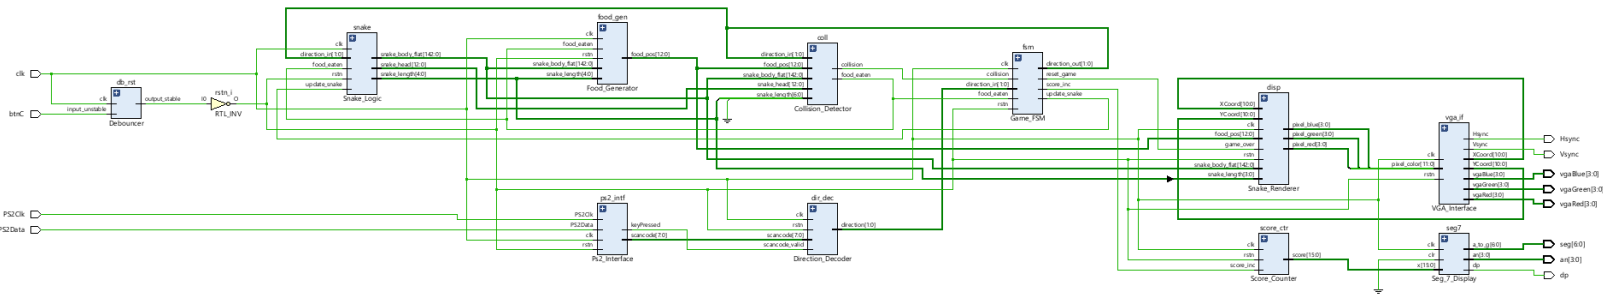 clk
btnC
PS2Clk
PS2Data
db_rst
clk
input_unstable
output_stable
Debouncer
rstn_i
I0
O
RTL_INV
snake
clk
direction_in[1:0]
food_eaten
rstn
update_snake
snake_body_flat[142:0]
snake_head[12:0]
snake_length[4:0]
Snake_Logic
food_gen
clk
food_eaten
rstn
snake_body_flat[142:0]
snake_head[12:0]
snake_length[4:0]
food_pos[12:0]
Food_Generator
ps2_intf
PS2Clk
PS2Data
clk
rstn
keyPressed
scancode[7:0]
Ps2_Interface
coll
direction_in[1:0]
food_pos[12:0]
snake_body_flat[142:0]
snake_head[12:0]
snake_length[6:0]
collision
food_eaten
Collision_Detector
dir_dec
clk
rstn
scancode[7:0]
scancode_valid
direction[1:0]
Direction_Decoder
fsm
clk
collision
direction_in[1:0]
food_eaten
rstn
direction_out[1:0]
reset_game
score_inc
update_snake
Game_FSM
disp
XCoord[10:0]
YCoord[10:0]
clk
food_pos[12:0]
game_over
rstn
snake_body_flat[142:0]
snake_length[3:0]
pixel_blue[3:0]
pixel_green[3:0]
pixel_red[3:0]
Snake_Renderer
score_ctr
clk
rstn
score_inc
score[15:0]
Score_Counter
vga_if
clk
pixel_color[11:0]
rstn
Hsync
Vsync
XCoord[10:0]
YCoord[10:0]
vgaBlue[3:0]
vgaGreen[3:0]
vgaRed[3:0]
VGA_Interface
seg7
clk
clr
x[15:0]
a_to_g[6:0]
an[3:0]
dp
Seg_7_Display
Hsync
Vsync
vgaBlue[3:0]
vgaGreen[3:0]
vgaRed[3:0]
seg[6:0]
an[3:0]
dp